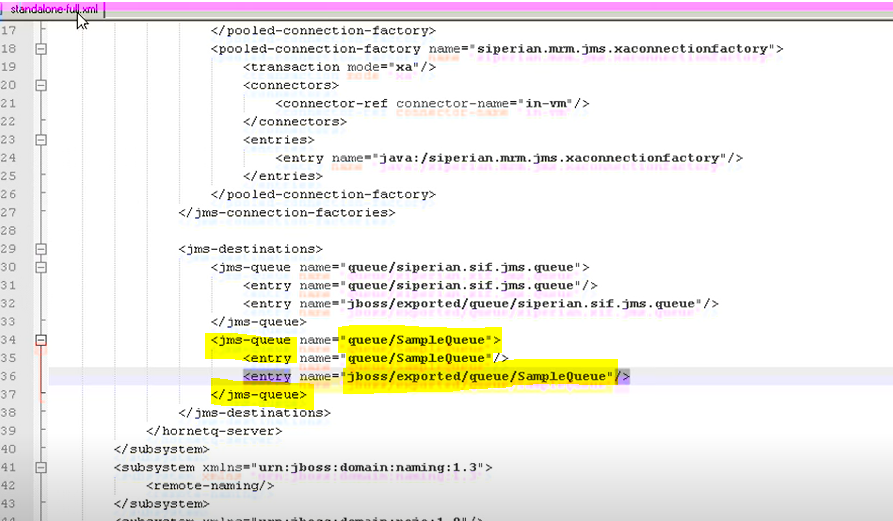 standalone-full.xml
17 </pooled-connection-factory>
18 <pooled-connection-factory name="siperian.mrm.jms.xaconnectionfactory">
19 <transaction mode="xa"/>
20 <connectors>
21 <connector-ref connector-name="in-vm"/>
22 </connectors>
23 <entries>
24 <entry name="java:/siperian.mrm.jms.xaconnectionfactory"/>
25 </entries>
26 </pooled-connection-factory>
27 </jms-connection-factories>
28
29 <jms-destinations>
30 <jms-queue name="queue/siperian.sif.jms.queue">
31 <entry name="queue/siperian.sif.jms.queue"/>
32 <entry name="jboss/exported/queue/siperian.sif.jms.queue"/>
33 </jms-queue>
34 <jms-queue name="queue/SampleQueue">
35 <entry name="queue/SampleQueue"/>
36 <entry name="jboss/exported/queue/SampleQueue"/>
37 </jms-queue>
38 </jms-destinations>
39 </hornetq-server>
40 </subsystem>
41 <subsystem xmlns="urn:jboss:domain:naming:1.3">
42 <remote-naming/>
43 </subsystem>